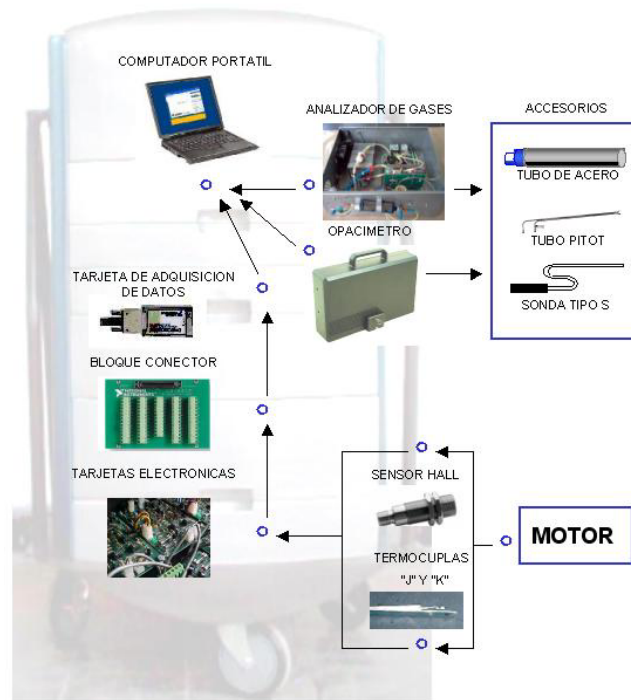 COMPUTADOR PORTATIL
ANALIZADOR DE GASES
ACCESORIOS
TUBO DE ACERO
OPACIMETRO
TUBO PITOT
TARJETA DE ADQUISICION
DE DATOS
SONDA TIPO S
BLOQUE CONECTOR
TARJETAS ELECTRONICAS
SENSOR HALL
MOTOR
TERMOCUPLAS
"J" Y "K"